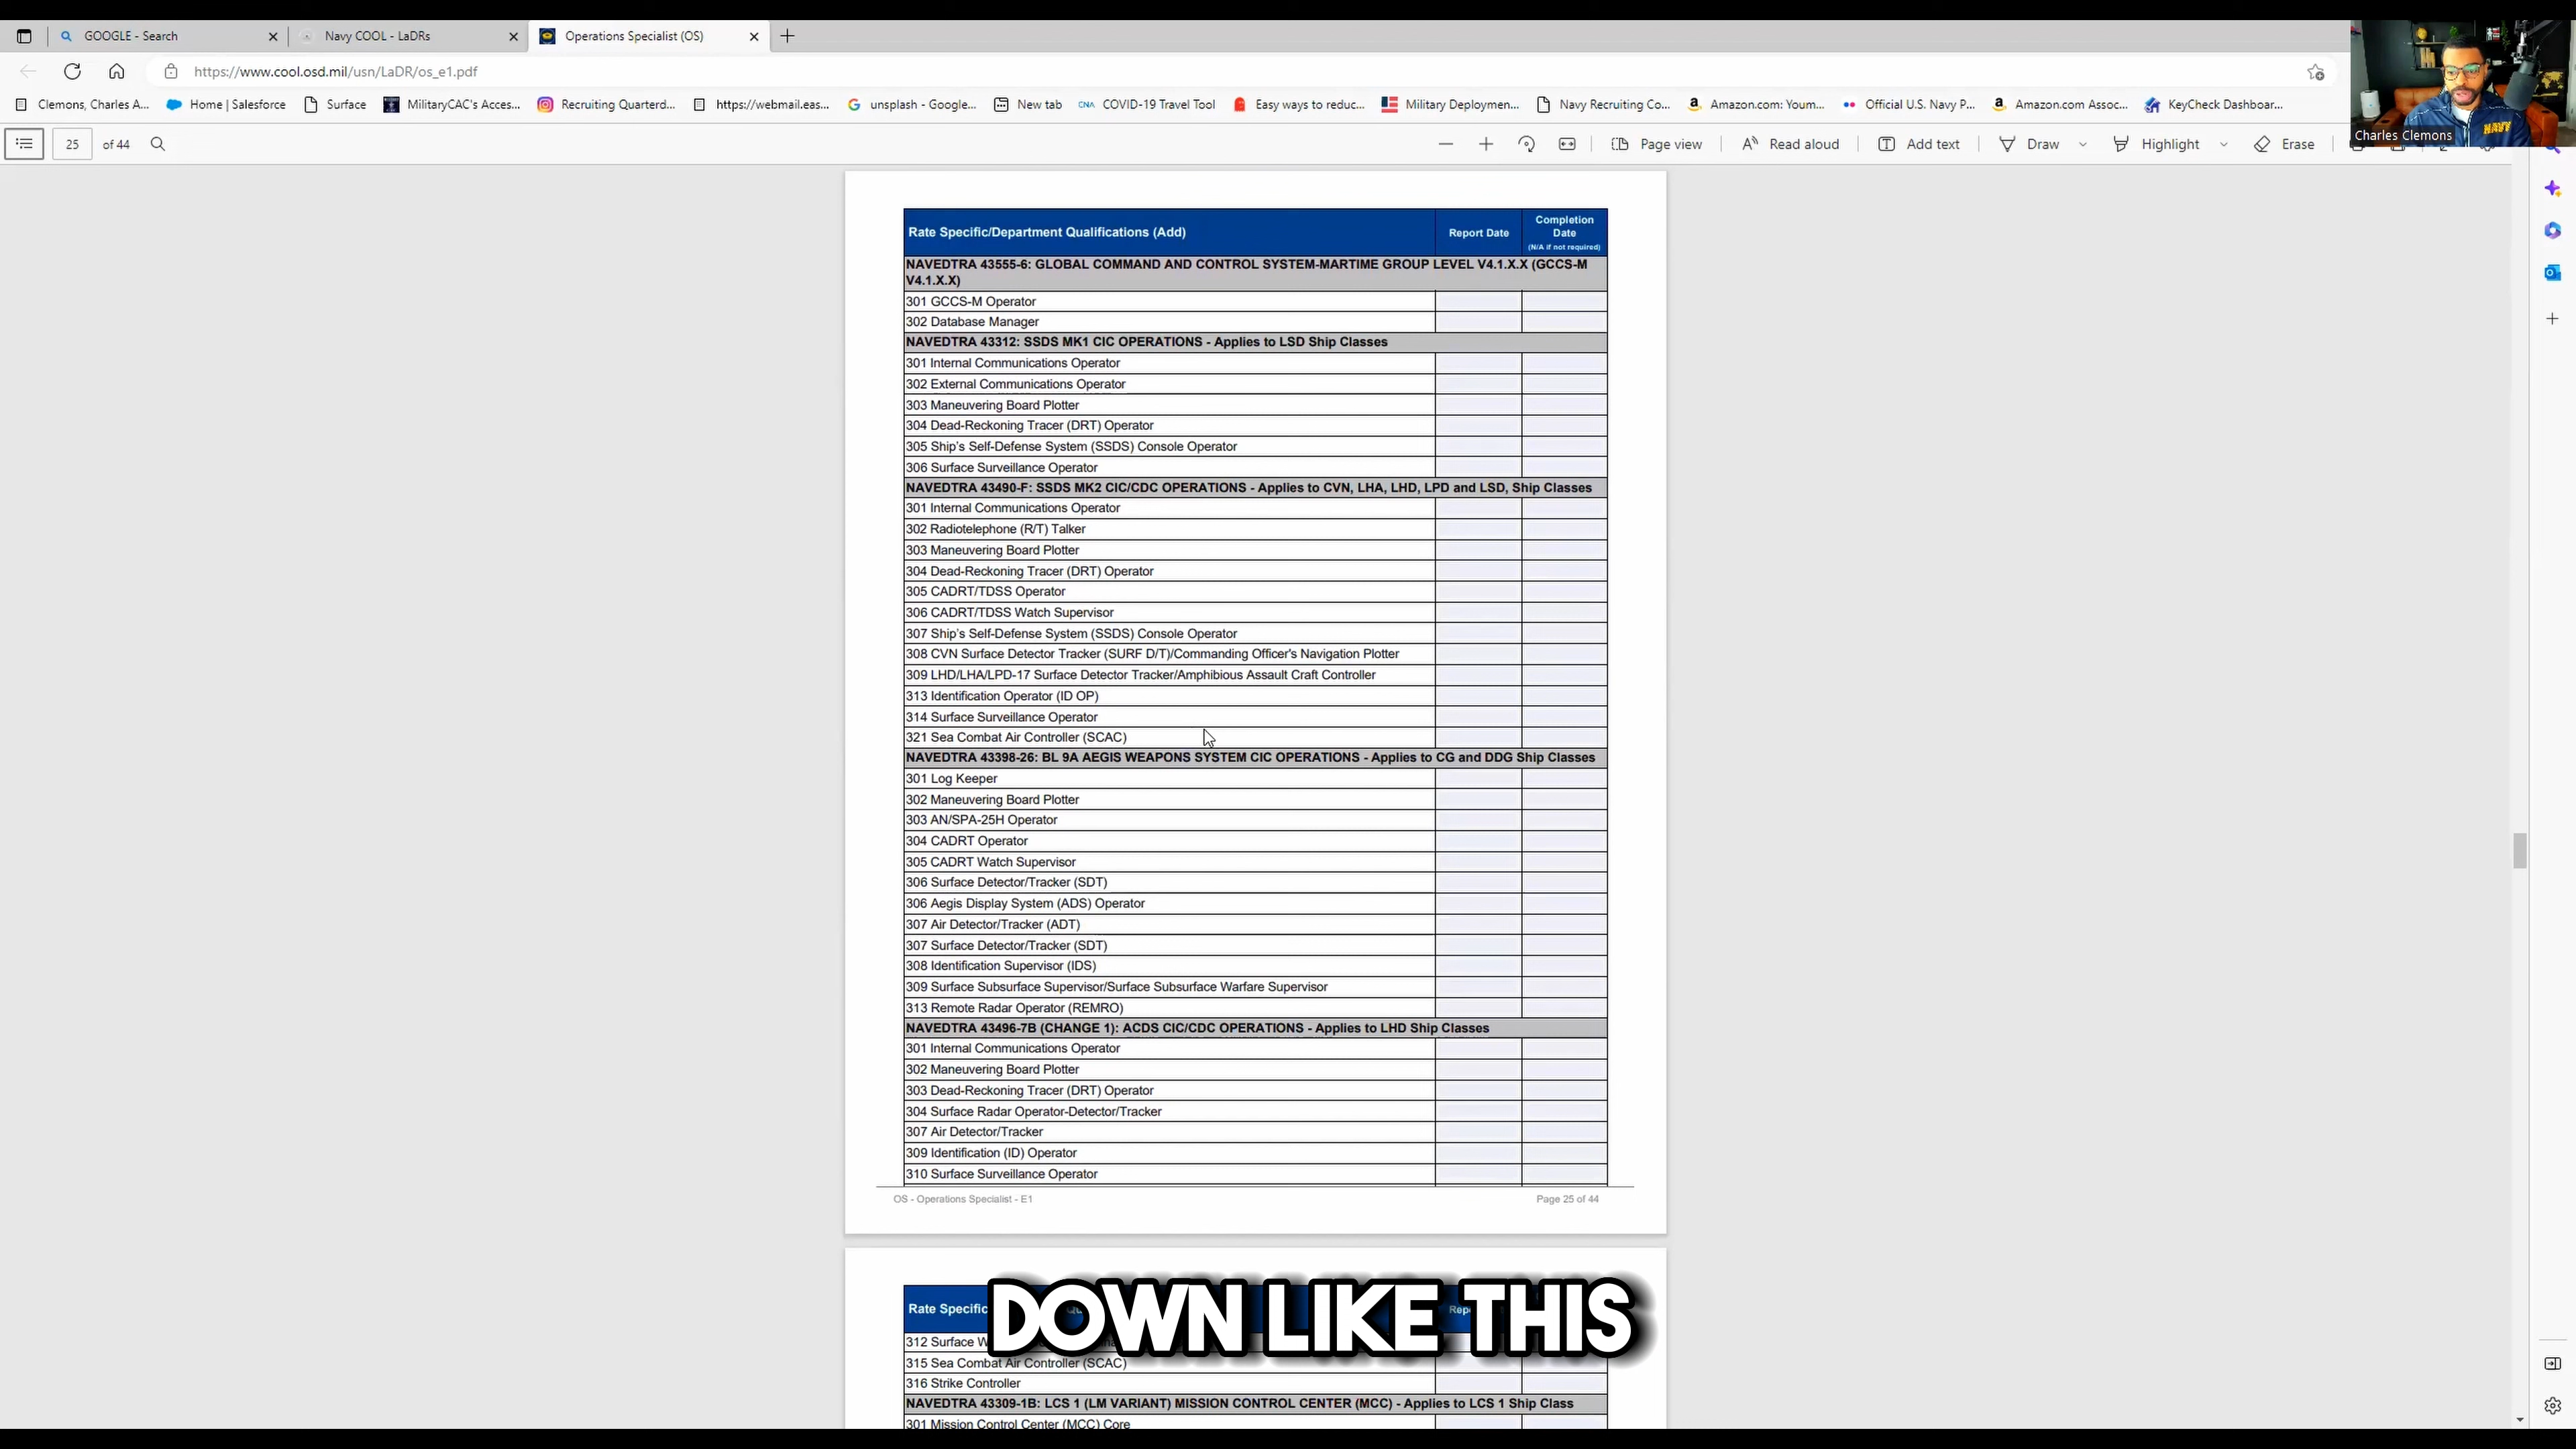 GOOGLE - Search
Navy COOL - LaDRs
Operations Specialist (OS)
https://www.cool.osd.mil/usn/LaDR/os_e1.pdf
Clemons, Charles A...
Home | Salesforce
Surface
MilitaryCAC's Acces...
Recruiting Quarterd...
https://webmail.eas...
unsplash - Google...
New tab
CNA COVID-19 Travel Tool
Easy ways to reduc...
Military Deploymen...
Navy Recruiting Co...
Amazon.com: Youm...
Official U.S. Navy P...
Amazon.com Assoc...
KeyCheck Dashboar...
NAVY
Charles Clemons
25 of 44
Page view
Read aloud
Add text
Draw
Highlight
Erase
Rate Specific/Department Qualifications (Add)
Report Date
Completion
Date
(N/A if not required)
NAVEDTRA 43555-6: GLOBAL COMMAND AND CONTROL SYSTEM-MARTIME GROUP LEVEL V4.1.X.X (GCCS-M
V4.1.X.X)
301 GCCS-M Operator
302 Database Manager
NAVEDTRA 43312: SSDS MK1 CIC OPERATIONS - Applies to LSD Ship Classes
301 Internal Communications Operator
302 External Communications Operator
303 Maneuvering Board Plotter
304 Dead-Reckoning Tracer (DRT) Operator
305 Ship's Self-Defense System (SSDS) Console Operator
306 Surface Surveillance Operator
NAVEDTRA 43490-F: SSDS MK2 CIC/CDC OPERATIONS - Applies to CVN, LHA, LHD, LPD and LSD, Ship Classes
301 Internal Communications Operator
302 Radiotelephone (R/T) Talker
303 Maneuvering Board Plotter
304 Dead-Reckoning Tracer (DRT) Operator
305 CADRT/TDSS Operator
306 CADRT/TDSS Watch Supervisor
307 Ship's Self-Defense System (SSDS) Console Operator
308 CVN Surface Detector Tracker (SURF D/T)/Commanding Officer's Navigation Plotter
309 LHD/LHA/LPD-17 Surface Detector Tracker/Amphibious Assault Craft Controller
313 Identification Operator (ID OP)
314 Surface Surveillance Operator
321 Sea Combat Air Controller (SCAC)
NAVEDTRA 43398-26: BL 9A AEGIS WEAPONS SYSTEM CIC OPERATIONS - Applies to CG and DDG Ship Classes
301 Log Keeper
302 Maneuvering Board Plotter
303 AN/SPA-25H Operator
304 CADRT Operator
305 CADRT Watch Supervisor
306 Surface Detector/Tracker (SDT)
306 Aegis Display System (ADS) Operator
307 Air Detector/Tracker (ADT)
307 Surface Detector/Tracker (SDT)
308 Identification Supervisor (IDS)
309 Surface Subsurface Supervisor/Surface Subsurface Warfare Supervisor
313 Remote Radar Operator (REMRO)
NAVEDTRA 43496-7B (CHANGE 1): ACDS CIC/CDC OPERATIONS - Applies to LHD Ship Classes
301 Internal Communications Operator
302 Maneuvering Board Plotter
303 Dead-Reckoning Tracer (DRT) Operator
304 Surface Radar Operator-Detector/Tracker
307 Air Detector/Tracker
309 Identification (ID) Operator
310 Surface Surveillance Operator
OS - Operations Specialist - E1
Page 25 of 44
Rate Specific
DOWN LIKE THIS
312 Surface
315 Sea Combat Air Controller (SCAC)
316 Strike Controller
NAVEDTRA 43309-1B: LCS 1 (LM VARIANT) MISSION CONTROL CENTER (MCC) - Applies to LCS 1 Ship Class
301 Mission Control Center (MCC) Core